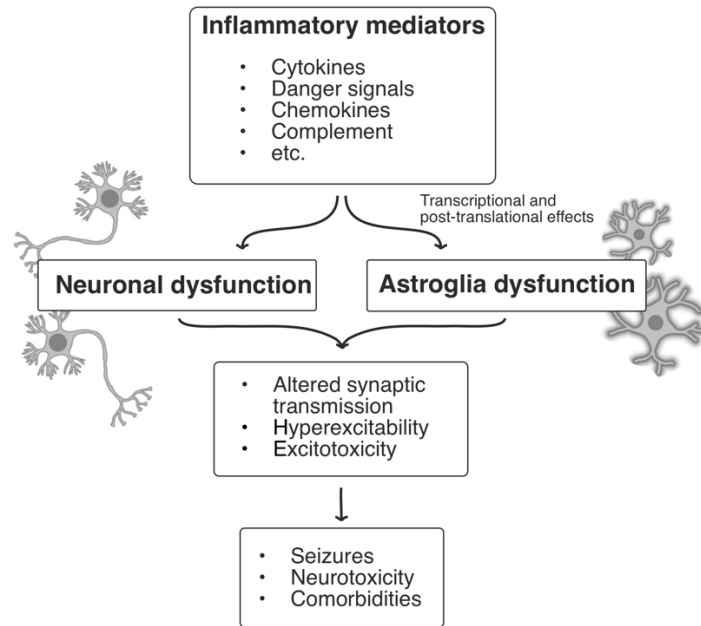 Inflammatory mediators
• Cytokines
• Danger signals
• Chemokines
• Complement
• etc.
Transcriptional and
post-translational effects
Neuronal dysfunction
Astroglia dysfunction
• Altered synaptic
transmission
• Hyperexcitability
• Excitotoxicity
• Seizures
• Neurotoxicity
• Comorbidities